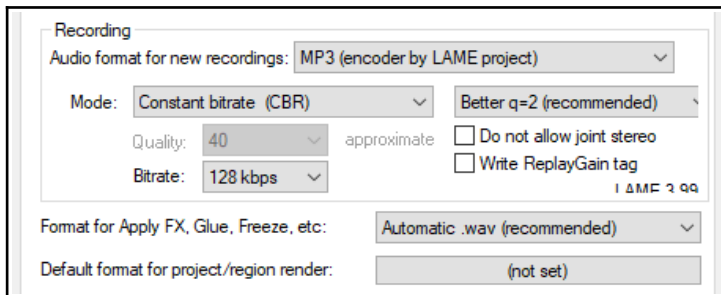 Recording
Audio format for new recordings: MP3 (encoder by LAME project)
Mode: Constant bitrate (CBR) Better q=2 (recommended)
Quality: 40 approximate Do not allow joint stereo
Bitrate: 128 kbps Write ReplayGain tag
LAME 3.99
Format for Apply FX, Glue, Freeze, etc: Automatic .wav (recommended)
Default format for project/region render: (not set)